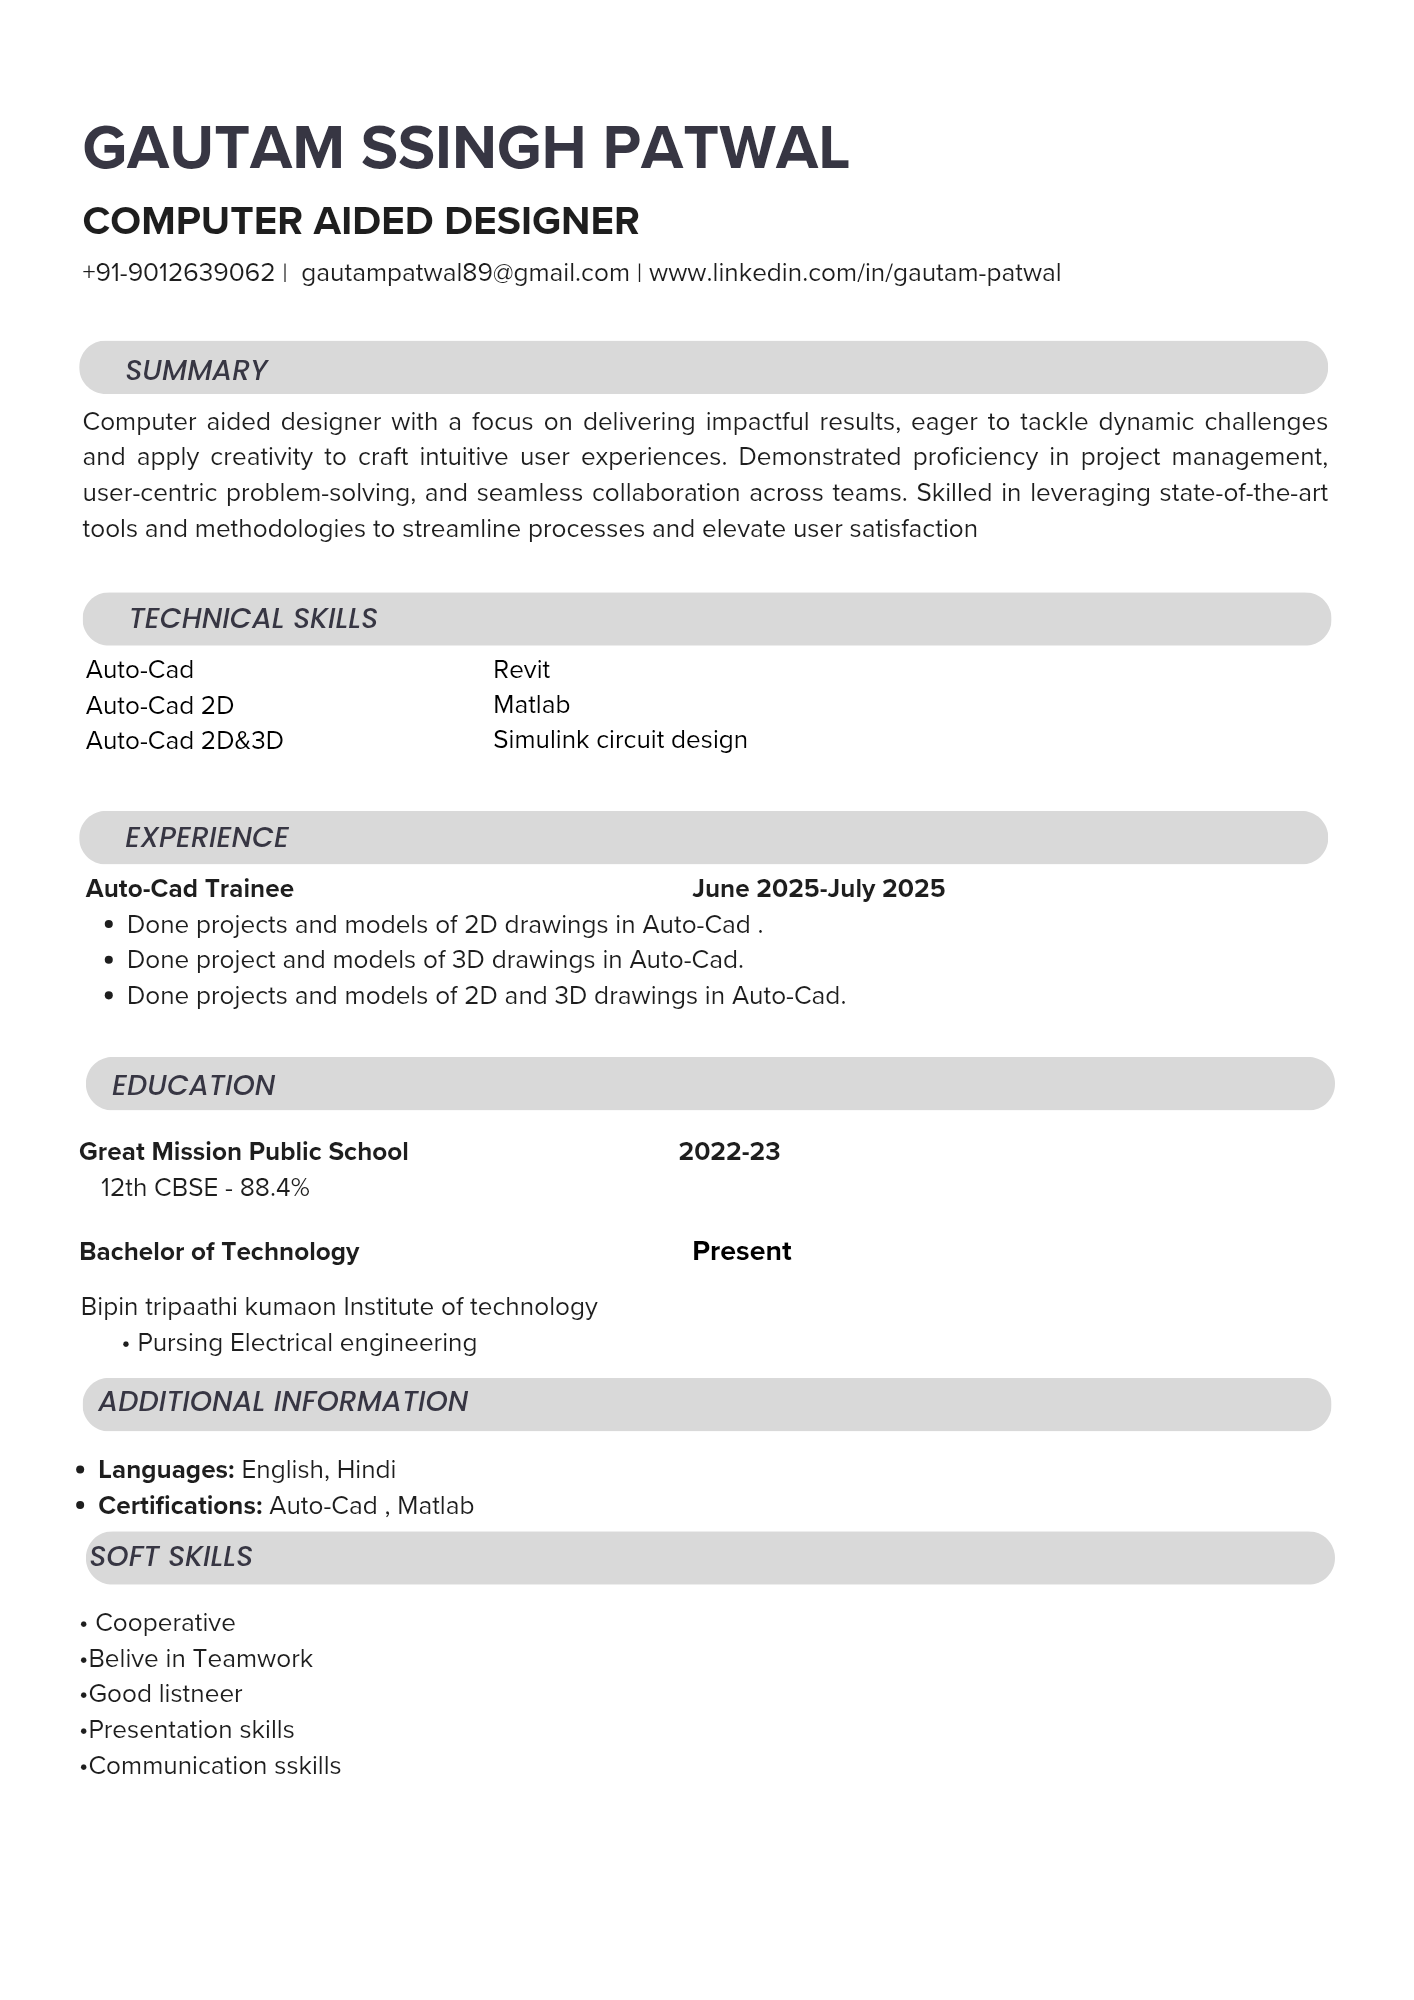 GAUTAM SSINGH PATWAL
COMPUTER AIDED DESIGNER
+91-9012639062 | gautampatwal89@gmail.com | www.linkedin.com/in/gautam-patwal
SUMMARY
Computer aided designer with a focus on delivering impactful results, eager to tackle dynamic challenges
and apply creativity to craft intuitive user experiences. Demonstrated proficiency in project management,
user-centric problem-solving, and seamless collaboration across teams. Skilled in leveraging state-of-the-art
tools and methodologies to streamline processes and elevate user satisfaction
TECHNICAL SKILLS
Auto-Cad Revit
Auto-Cad 2D Matlab
Auto-Cad 2D&3D Simulink circuit design
EXPERIENCE
Auto-Cad Trainee June 2025-July 2025
• Done projects and models of 2D drawings in Auto-Cad .
• Done project and models of 3D drawings in Auto-Cad.
• Done projects and models of 2D and 3D drawings in Auto-Cad.
EDUCATION
Great Mission Public School 2022-23
12th CBSE - 88.4%
Bachelor of Technology Present
Bipin tripaathi kumaon Institute of technology
• Pursing Electrical engineering
ADDITIONAL INFORMATION
• Languages: English, Hindi
• Certifications: Auto-Cad , Matlab
SOFT SKILLS
• Cooperative
•Belive in Teamwork
•Good listneer
•Presentation skills
•Communication sskills